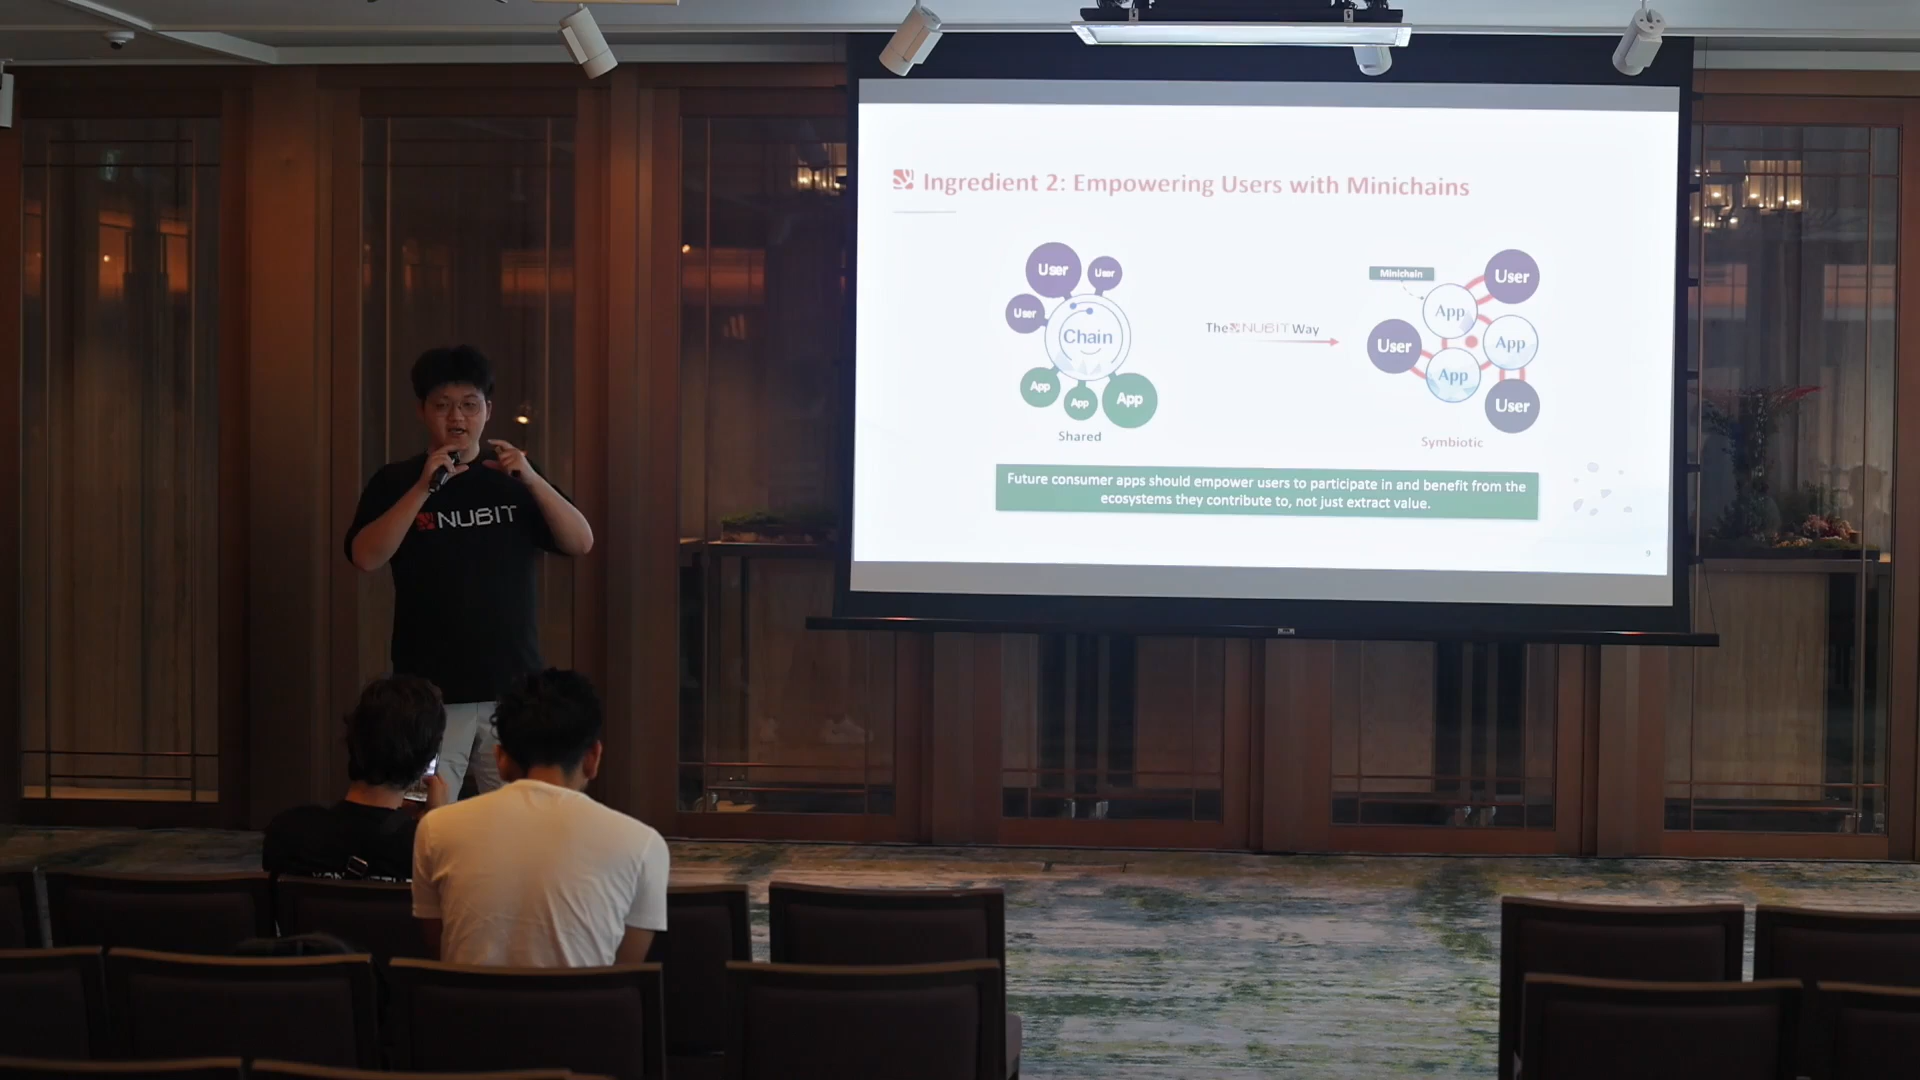 Ingredient 2: Empowering Users with Minichains
User
User
User
Chain
App
App
App
Shared
The NUBIT Way
Minichain
User
App
User
App
App
User
Symbiotic
Future consumer apps should empower users to participate in and benefit from the
ecosystems they contribute to, not just extract value.
9
NUBIT